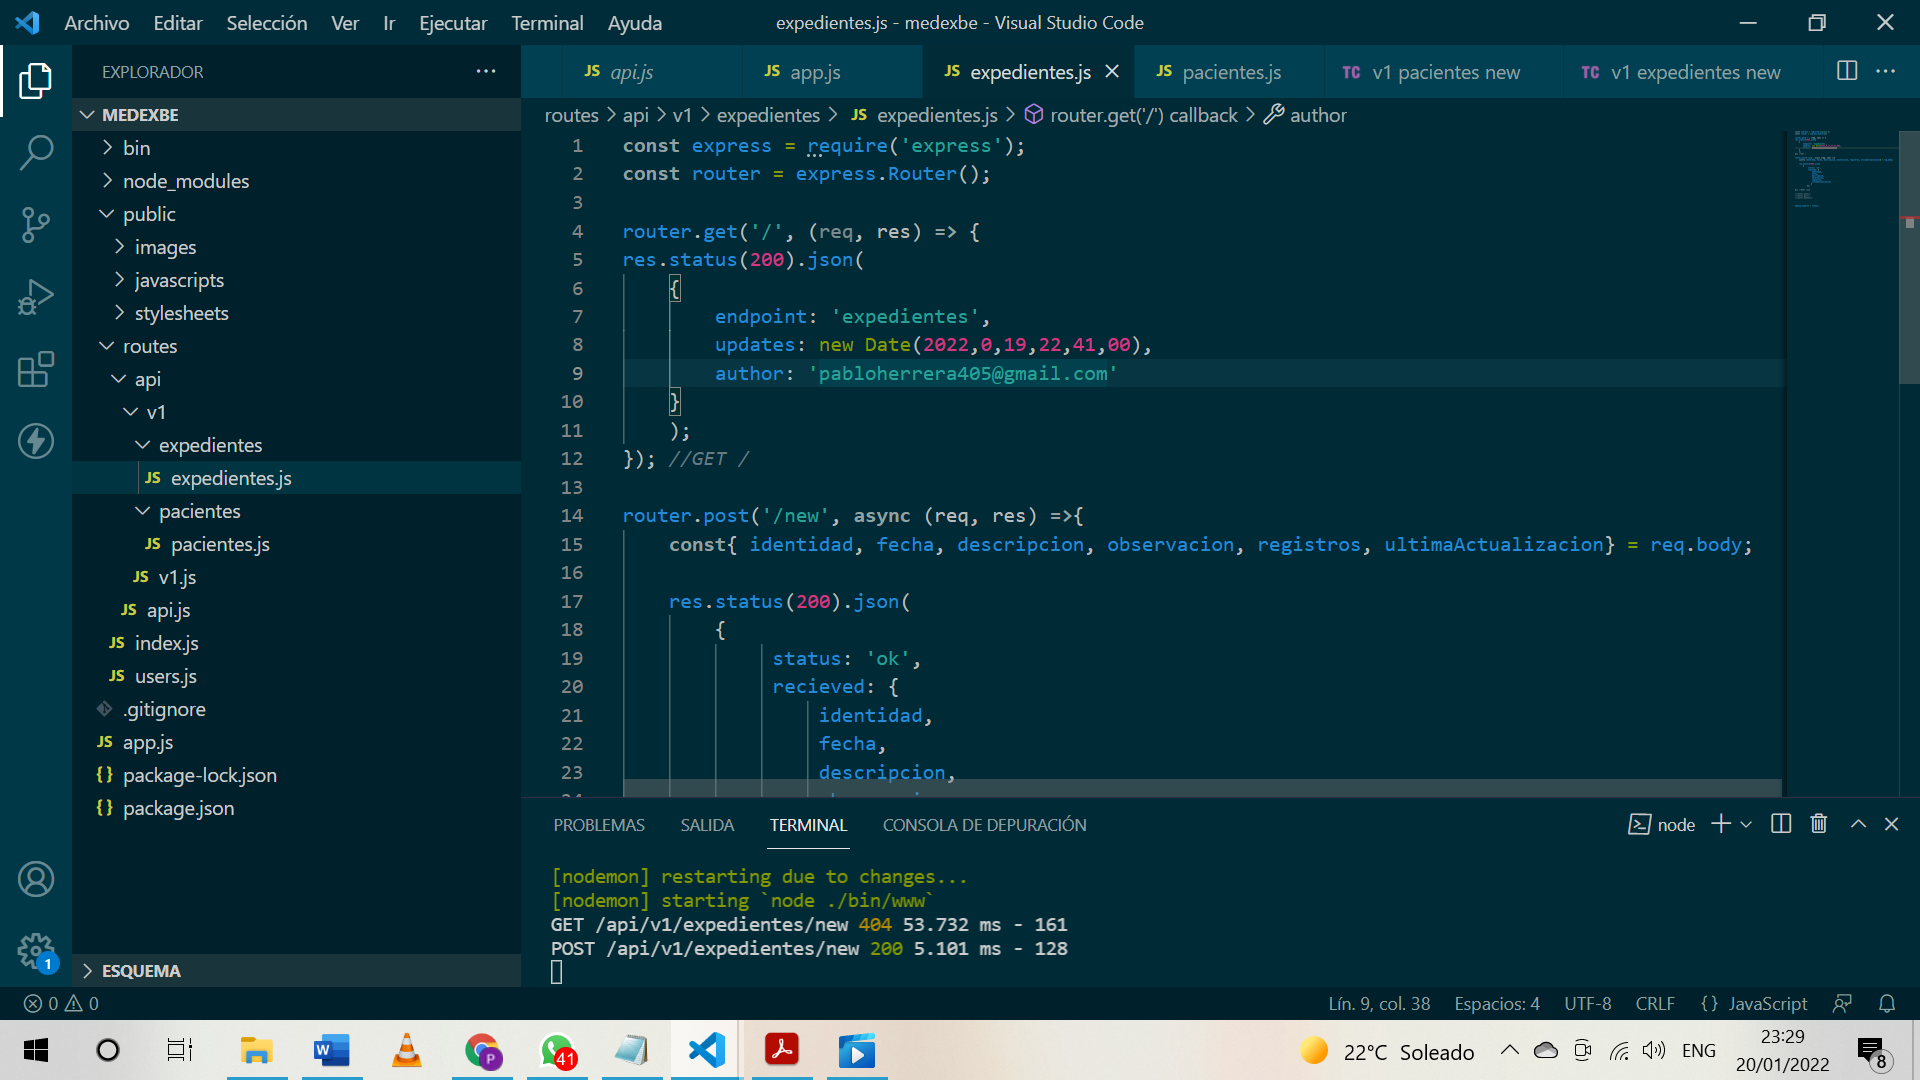 Archivo Editar Selección Ver Ir Ejecutar Terminal Ayuda
expedientes.js - medexbe - Visual Studio Code
EXPLORADOR
MEDEXBE
bin
node_modules
public
images
javascripts
stylesheets
routes
api
v1
expedientes
JS expedientes.js
pacientes
JS pacientes.js
JS v1.js
JS api.js
JS index.js
JS users.js
.gitignore
JS app.js
{} package-lock.json
{} package.json
ESQUEMA
1
JS api.js
JS app.js
JS expedientes.js
JS pacientes.js
TC v1 pacientes new
TC v1 expedientes new
routes > api > v1 > expedientes > JS expedientes.js > router.get('/') callback > author
1 const express = require('express');
2 const router = express.Router();
3
4 router.get('/', (req, res) => {
5 res.status(200).json(
6 {
7 endpoint: 'expedientes',
8 updates: new Date(2022,0,19,22,41,00),
9 author: 'pabloherrera405@gmail.com'
10 }
11 );
12 }); //GET /
13
14 router.post('/new', async (req, res) =>{
15 const{ identidad, fecha, descripcion, observacion, registros, ultimaActualizacion} = req.body;
16
17 res.status(200).json(
18 {
19 status: 'ok',
20 recieved: {
21 identidad,
22 fecha,
23 descripcion,
PROBLEMAS SALIDA TERMINAL CONSOLA DE DEPURACIÓN
node
[nodemon] restarting due to changes...
[nodemon] starting `node ./bin/www`
GET /api/v1/expedientes/new 404 53.732 ms - 161
POST /api/v1/expedientes/new 200 5.101 ms - 128
0 0
Lín. 9, col. 38 Espacios: 4 UTF-8 CRLF {} JavaScript
W P 41
22°C Soleado
ENG
23:29
20/01/2022
8